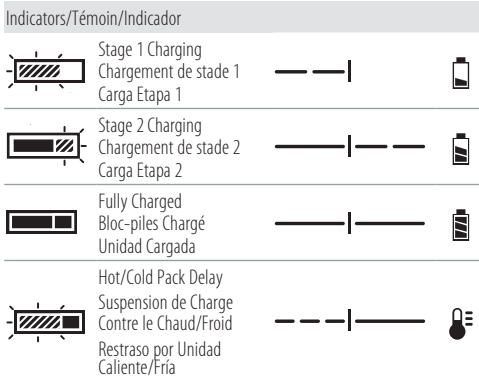 Indicators/Témoin/Indicador
Stage 1 Charging
Chargement de stade 1
Carga Etapa 1
Stage 2 Charging
Chargement de stade 2
Carga Etapa 2
Fully Charged
Bloc-piles Chargé
Unidad Cargada
Hot/Cold Pack Delay
Suspension de Charge
Contre le Chaud/Froid
Restraso por Unidad
Caliente/Fría